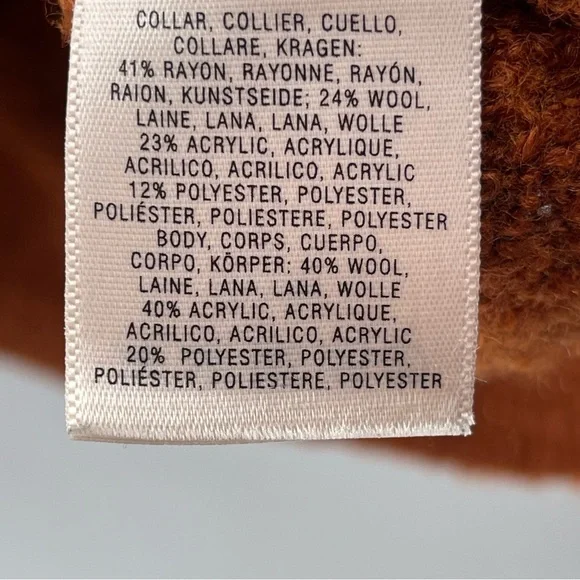 COLLAR, COLLIER, CUELLO,
COLLARE, KRAGEN:
41% RAYON, RAYONNE, RAYÓN,
RAION, KUNSTSEIDE; 24% WOOL,
LAINE, LANA, LANA, WOLLE
23% ACRYLIC, ACRYLIQUE,
ACRILICO, ACRILICO, ACRYLIC
12% POLYESTER, POLYESTER,
POLIÉSTER, POLIESTERE, POLYESTER
BODY, CORPS, CUERPO,
CORPO, KÖRPER: 40% WOOL,
LAINE, LANA, LANA, WOLLE
40% ACRYLIC, ACRYLIQUE,
ACRILICO, ACRILICO, ACRYLIC
20% POLYESTER, POLYESTER,
POLIÉSTER, POLIESTERE, POLYESTER